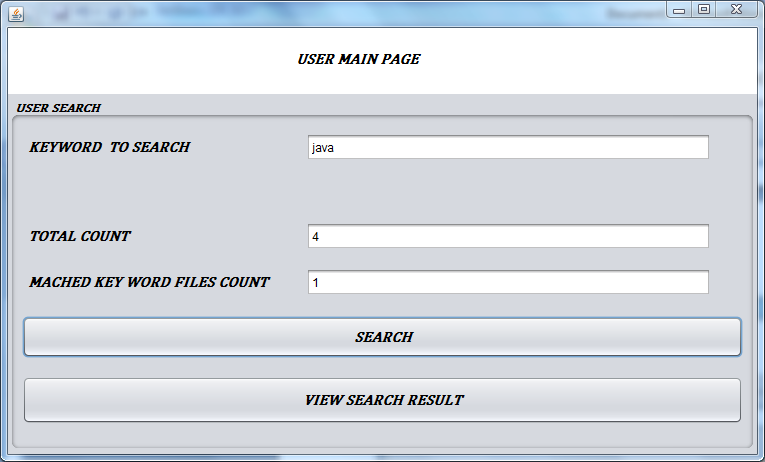 USER MAIN PAGE
USER SEARCH
KEYWORD TO SEARCH java
TOTAL COUNT 4
MACHED KEY WORD FILES COUNT 1
SEARCH
VIEW SEARCH RESULT